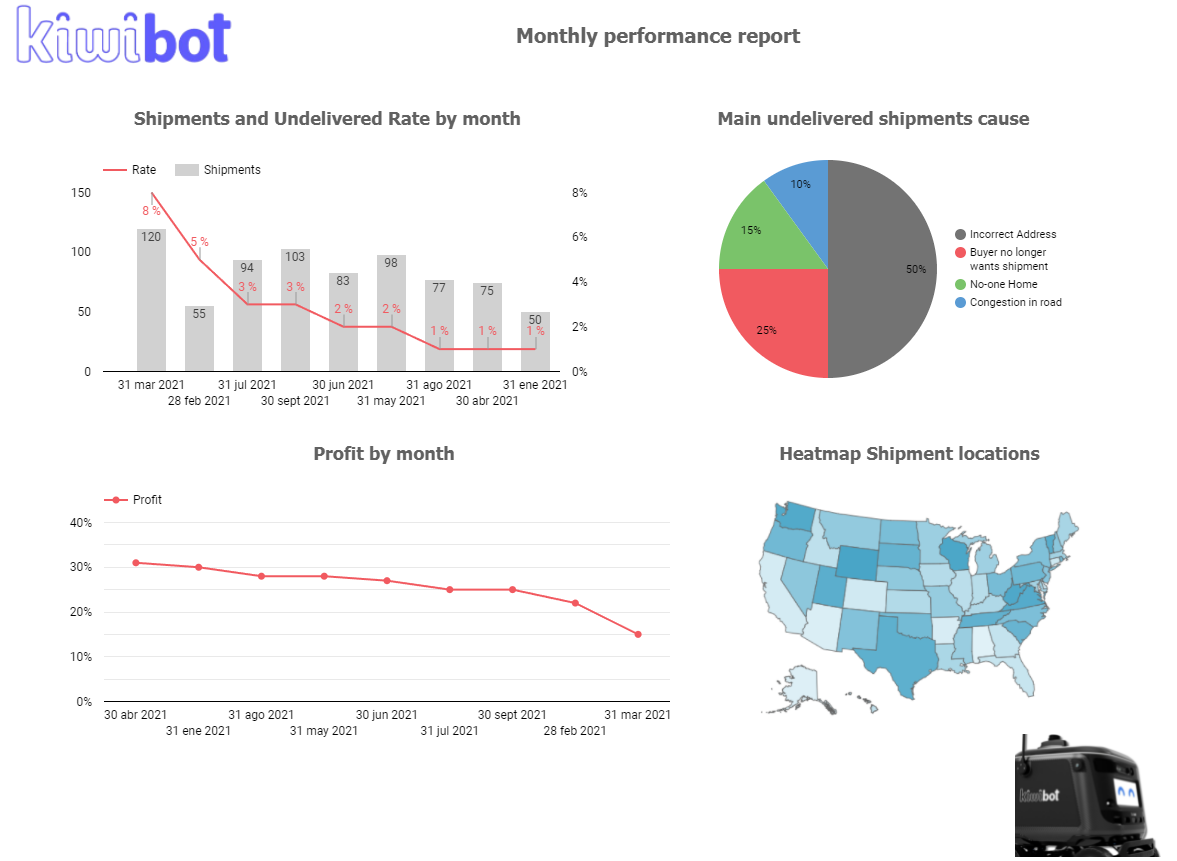 kiwibot
Monthly performance report
Shipments and Undelivered Rate by month
Rate
Shipments
150
100
50
0
8%
6%
4%
2%
0%
8 %
5 %
3 %
3 %
2 %
2 %
1 %
1 %
1 %
120
55
94
103
83
98
77
75
50
31 mar 2021
28 feb 2021
31 jul 2021
30 sept 2021
30 jun 2021
31 may 2021
31 ago 2021
30 abr 2021
31 ene 2021
Main undelivered shipments cause
10%
15%
50%
25%
Incorrect Address
Buyer no longer
wants shipment
No-one Home
Congestion in road
Profit by month
Profit
40%
30%
20%
10%
0%
30 abr 2021
31 ene 2021
31 ago 2021
31 may 2021
30 jun 2021
31 jul 2021
30 sept 2021
28 feb 2021
31 mar 2021
Heatmap Shipment locations
kiwibot